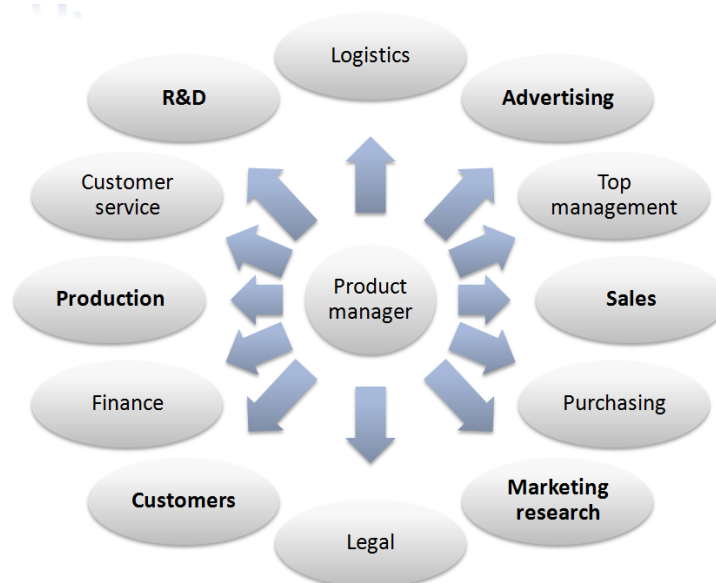 Logistics
R&D
Advertising
Customer
service
Top
management
Product
manager
Production
Sales
Finance
Purchasing
Customers
Marketing
research
Legal